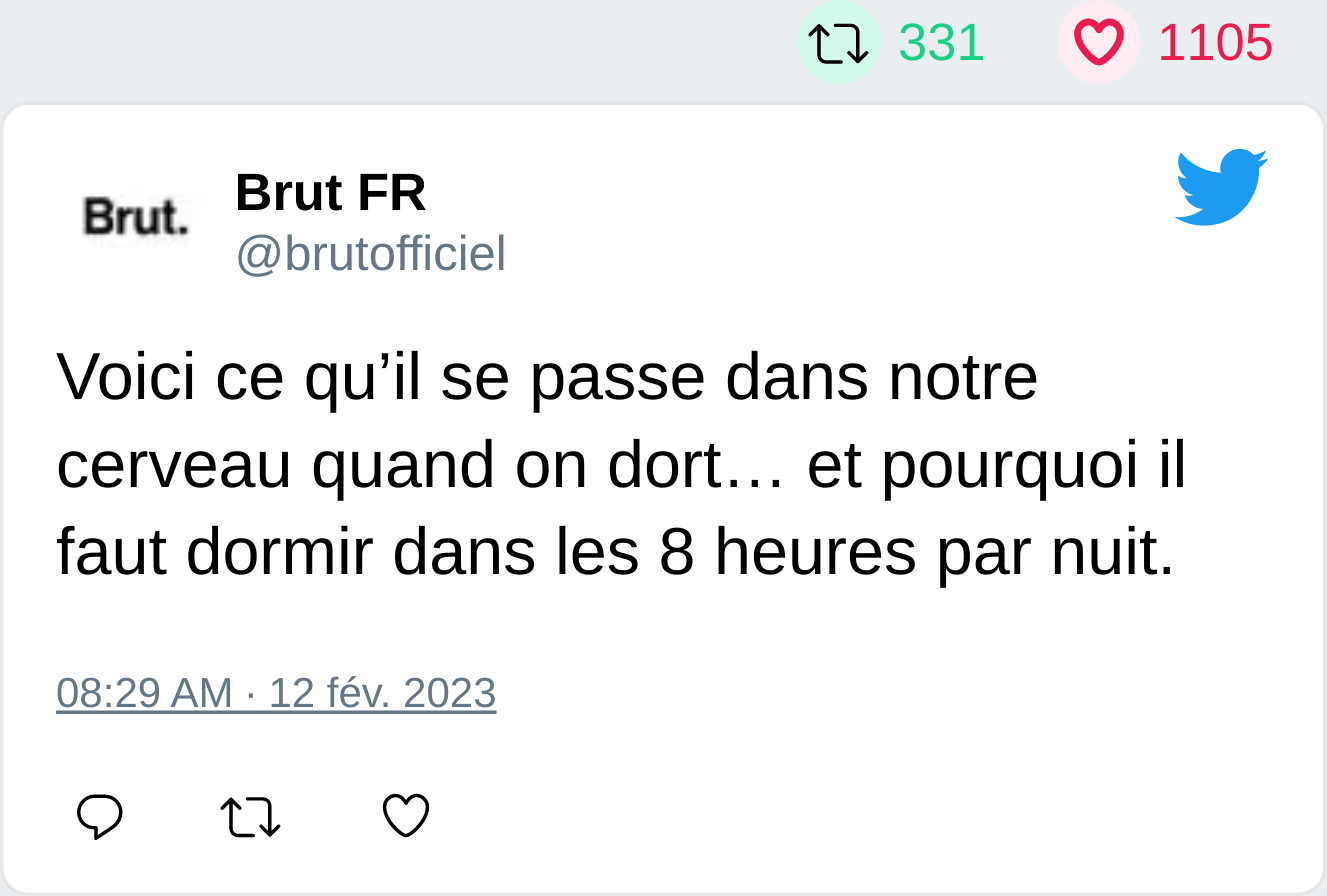 331 1105
Brut.
Brut FR
@brutofficiel
Voici ce qu’il se passe dans notre
cerveau quand on dort… et pourquoi il
faut dormir dans les 8 heures par nuit.
08:29 AM · 12 fév. 2023